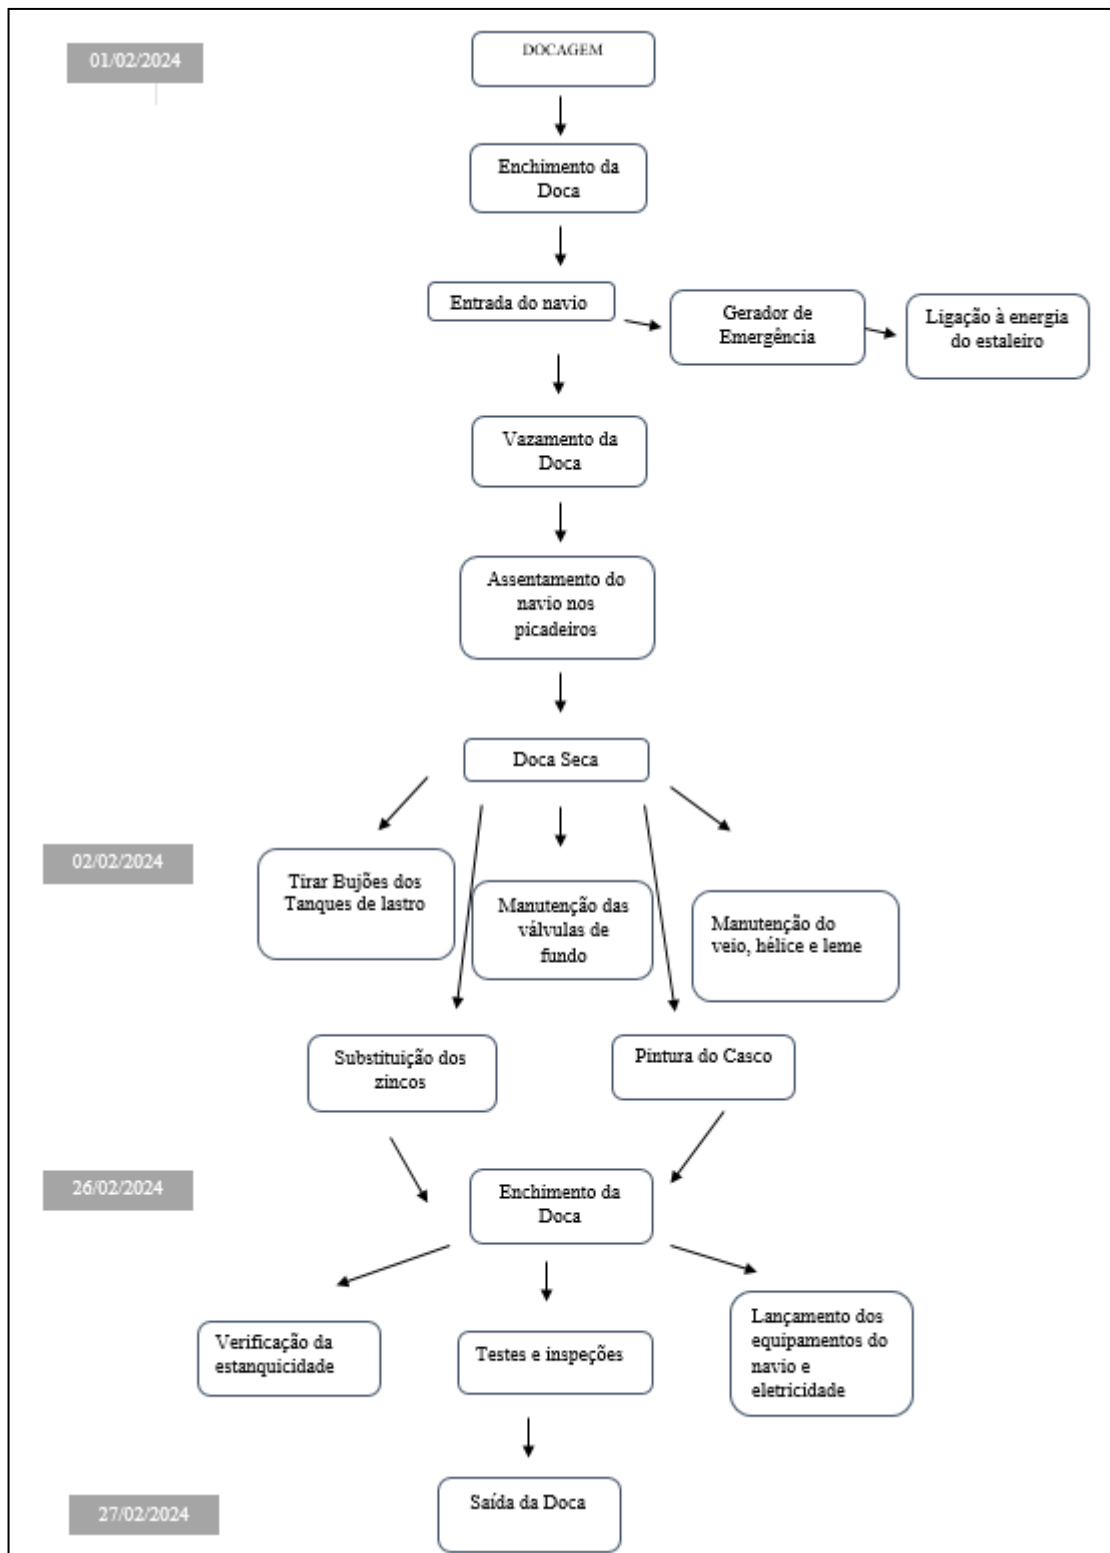 01/02/2024
DOCAGEM
Enchimento da
Doca
Entrada do navio
Gerador de
Emergência
Ligação à energia
do estaleiro
Vazamento da
Doca
Assentamento do
navio nos
picadeiros
Doca Seca
02/02/2024
Tirar Bujões dos
Tanques de lastro
Manutenção das
válvulas de
fundo
Manutenção do
veio, hélice e leme
Substituição dos
zincos
Pintura do Casco
26/02/2024
Enchimento da
Doca
Verificação da
estanquicidade
Testes e inspeções
Lançamento dos
equipamentos do
navio e
eletricidade
Saída da Doca
27/02/2024